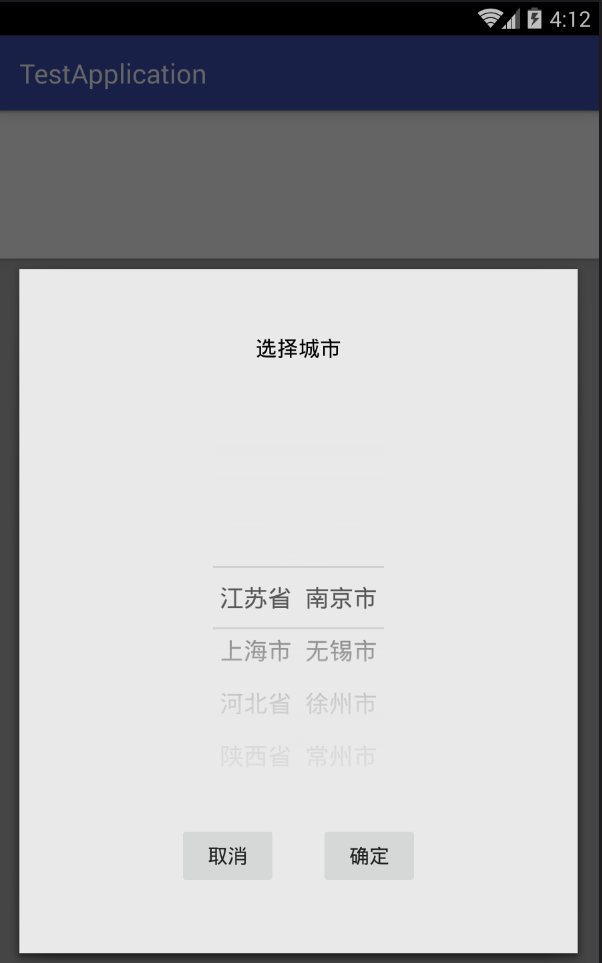 4:12
TestApplication
选择城市
江苏省 南京市
上海市 无锡市
河北省 徐州市
陕西省 常州市
取消 确定